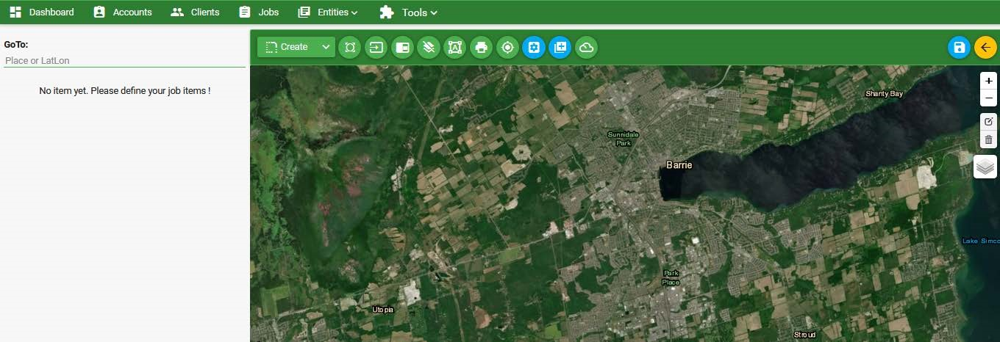 Dashboard Accounts Clients Jobs Entities Tools
GoTo:
Place or LatLon
No item yet. Please define your job items !
Create
A
+
−
Shanty Bay
Sunnidale
Park
Barrie
Lake Simco
Park
Place
Utopia
Stroud